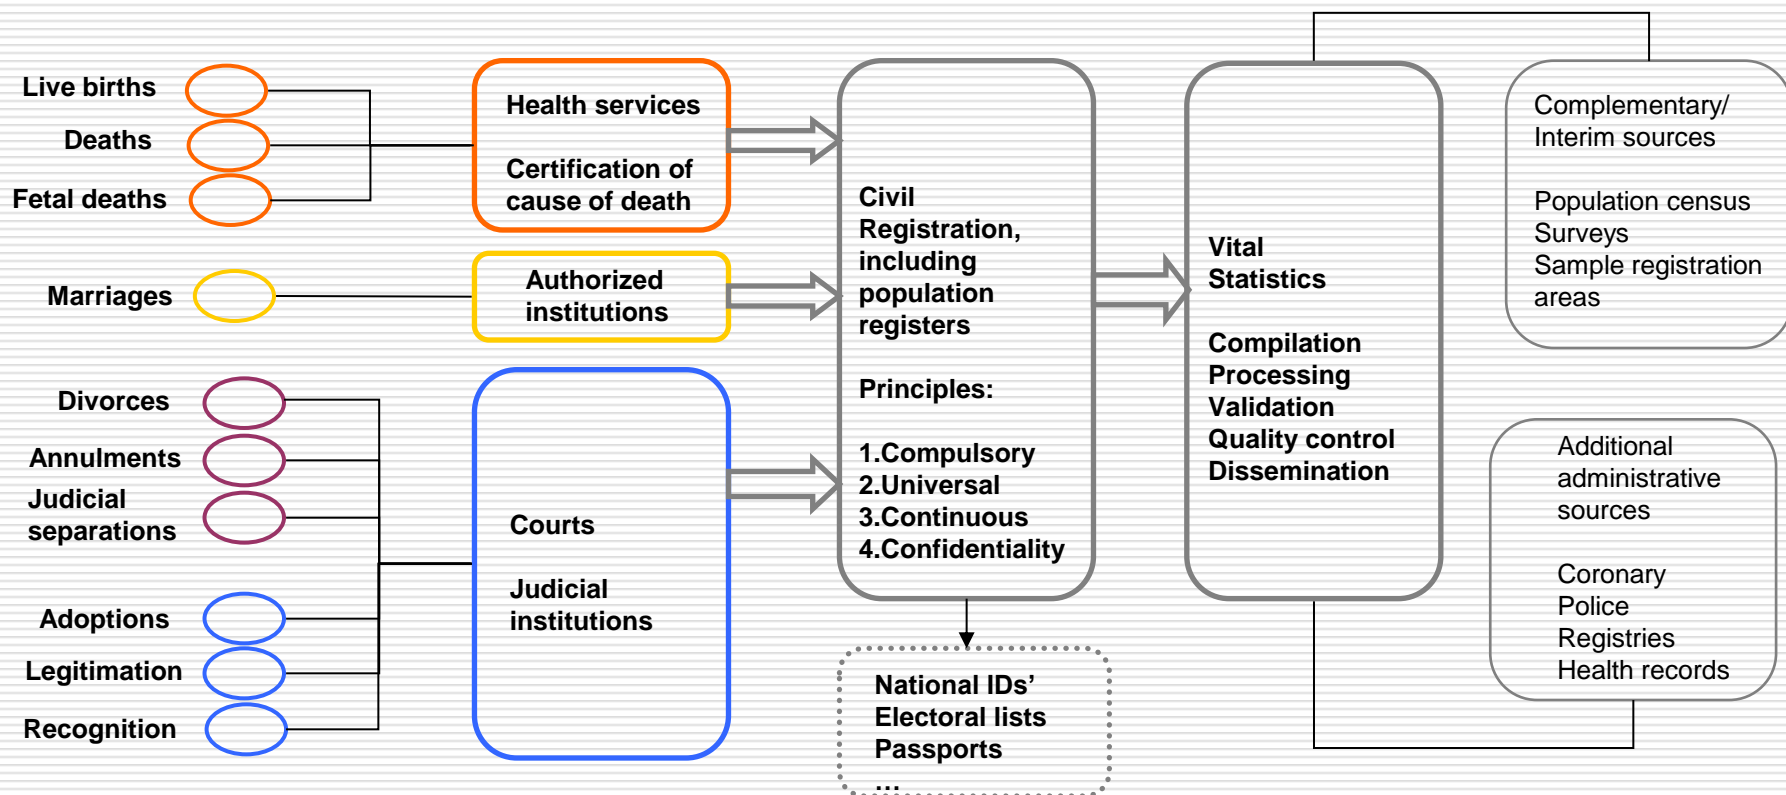 Live births
Deaths
Fetal deaths
Marriages
Divorces
Annulments
Judicial
separations
Adoptions
Legitimation
Recognition
Health services
Certification of
cause of death
Authorized
institutions
Courts
Judicial
institutions
Civil
Registration,
including
population
registers
Principles:
1.Compulsory
2.Universal
3.Continuous
4.Confidentiality
National IDs’
Electoral lists
Passports
…
Vital
Statistics
Compilation
Processing
Validation
Quality control
Dissemination
Complementary/
Interim sources
Population census
Surveys
Sample registration
areas
Additional
administrative
sources
Coronary
Police
Registries
Health records